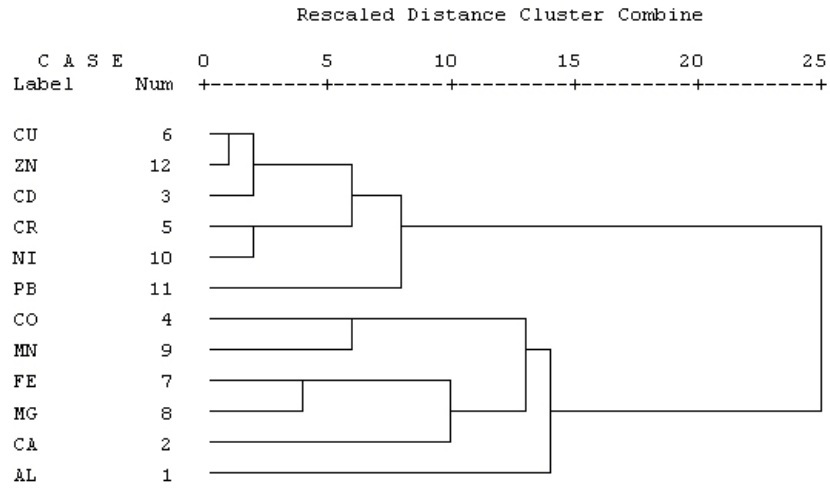 Rescaled Distance Cluster Combine
C A S E 0 5 10 15 20 25
Label Num +---------+---------+---------+---------+---------+
CU 6
ZN 12
CD 3
CR 5
NI 10
PB 11
CO 4
MN 9
FE 7
MG 8
CA 2
AL 1